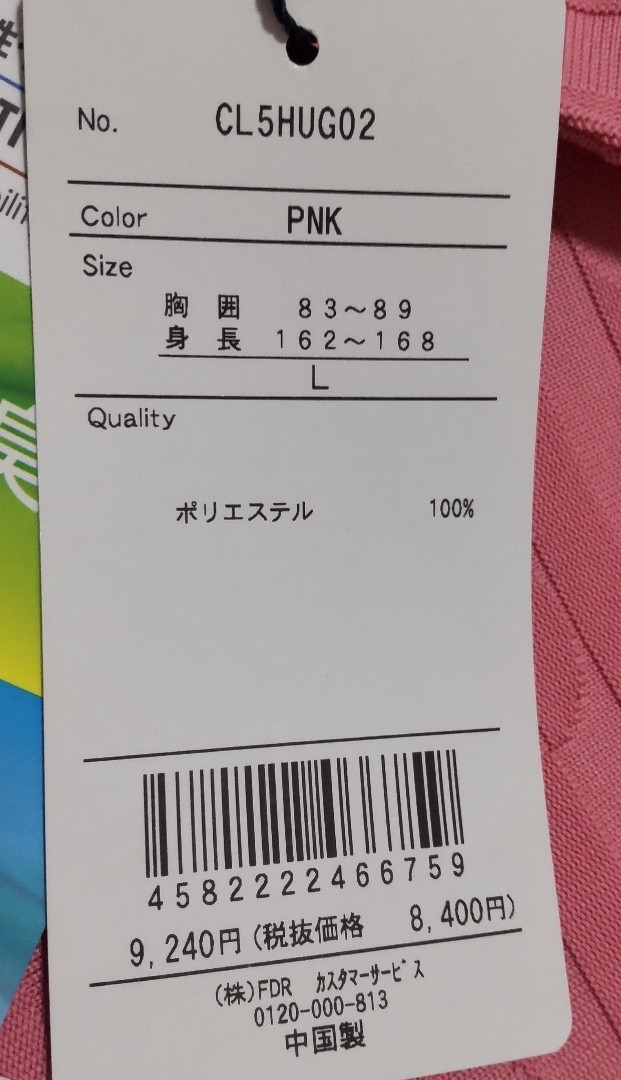 No. CL5HUG02
Color PNK
Size
胸 囲 83～89
身 長 162～168
L
Quality
ポリエステル 100%
4582222466759
9,240円(税抜価格 8,400円)
(株)FDR ｶｽﾀﾏｰｻｰﾋﾞｽ
0120-000-813
中国製